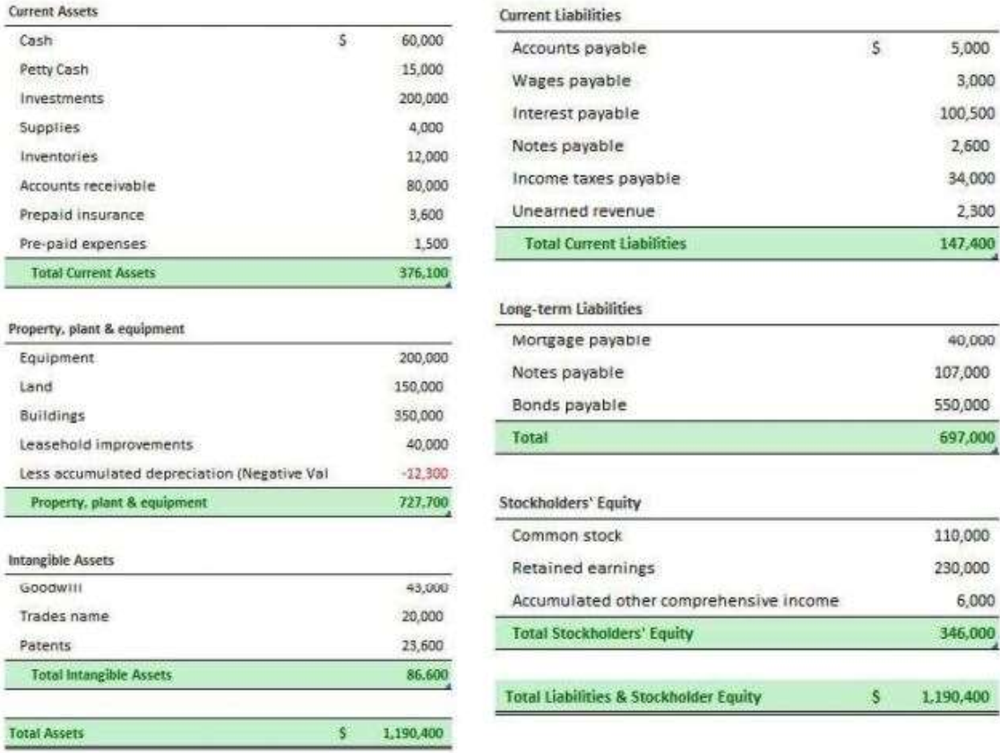 Current Assets
Cash $ 60,000
Petty Cash 15,000
Investments 200,000
Supplies 4,000
Inventories 12,000
Accounts receivable 80,000
Prepaid insurance 3,600
Pre-paid expenses 1,500
Total Current Assets 376,100
Property, plant & equipment
Equipment 200,000
Land 150,000
Buildings 350,000
Leasehold improvements 40,000
Less accumulated depreciation (Negative Val -12,300
Property, plant & equipment 727,700
Intangible Assets
Goodwill 43,000
Trades name 20,000
Patents 23,600
Total Intangible Assets 86,600
Total Assets $ 1,190,400
Current Liabilities
Accounts payable $ 5,000
Wages payable 3,000
Interest payable 100,500
Notes payable 2,600
Income taxes payable 34,000
Unearned revenue 2,300
Total Current Liabilities 147,400
Long-term Liabilities
Mortgage payable 40,000
Notes payable 107,000
Bonds payable 550,000
Total 697,000
Stockholders' Equity
Common stock 110,000
Retained earnings 230,000
Accumulated other comprehensive income 6,000
Total Stockholders' Equity 346,000
Total Liabilities & Stockholder Equity $ 1,190,400